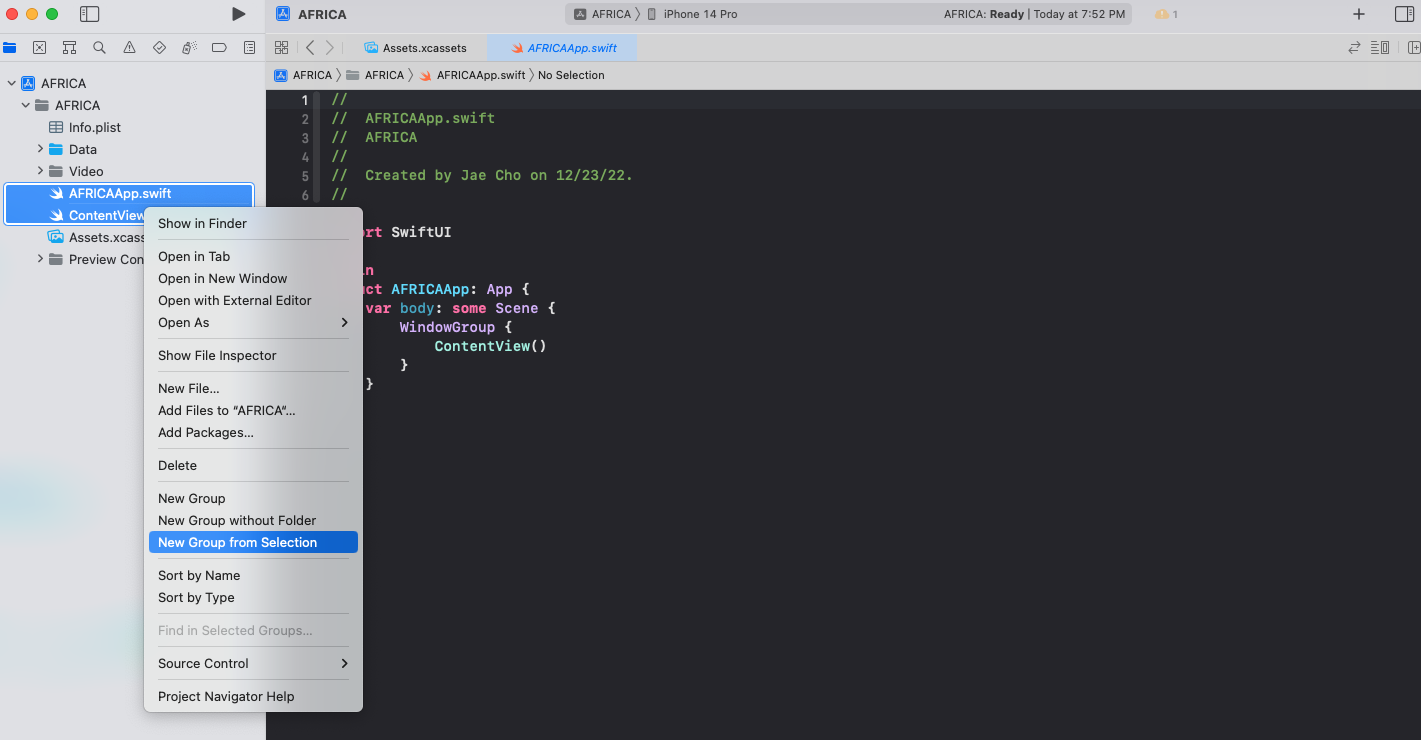 AFRICA
AFRICA 〉 iPhone 14 Pro
AFRICA: Ready | Today at 7:52 PM
1
Assets.xcassets
AFRICAApp.swift
AFRICA 〉 AFRICA 〉 AFRICAApp.swift 〉 No Selection
AFRICA
AFRICA
Info.plist
Data
Video
AFRICAApp.swift
ContentView
Assets.xcass
Preview Con
Show in Finder
Open in Tab
Open in New Window
Open with External Editor
Open As
Show File Inspector
New File...
Add Files to “AFRICA”...
Add Packages...
Delete
New Group
New Group without Folder
New Group from Selection
Sort by Name
Sort by Type
Find in Selected Groups...
Source Control
Project Navigator Help
1 //
2 // AFRICAApp.swift
3 // AFRICA
4 //
5 // Created by Jae Cho on 12/23/22.
6 //
rt SwiftUI
in
ct AFRICAApp: App {
var body: some Scene {
WindowGroup {
ContentView()
}
}